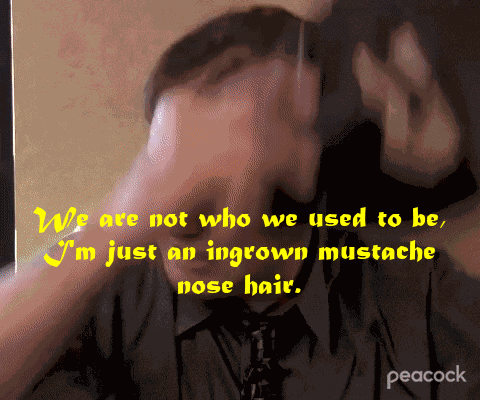 We are not who we used to be,
I'm just an ingrown mustache
nose hair.
peacock